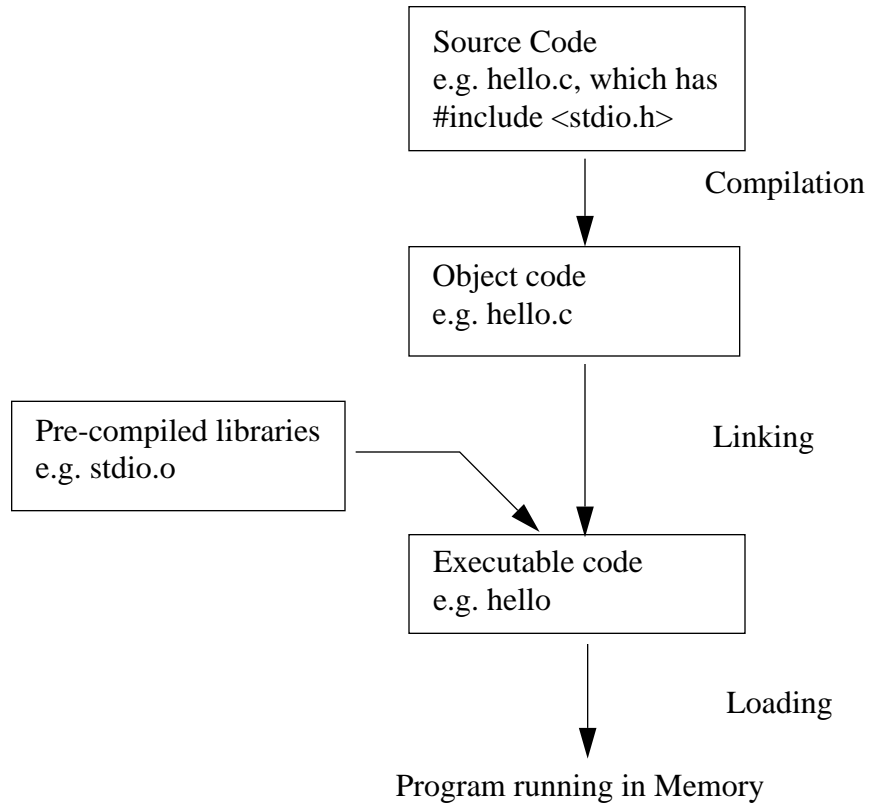 Source Code
e.g. hello.c, which has
#include <stdio.h>
Compilation
Object code
e.g. hello.c
Pre-compiled libraries
e.g. stdio.o
Linking
Executable code
e.g. hello
Loading
Program running in Memory